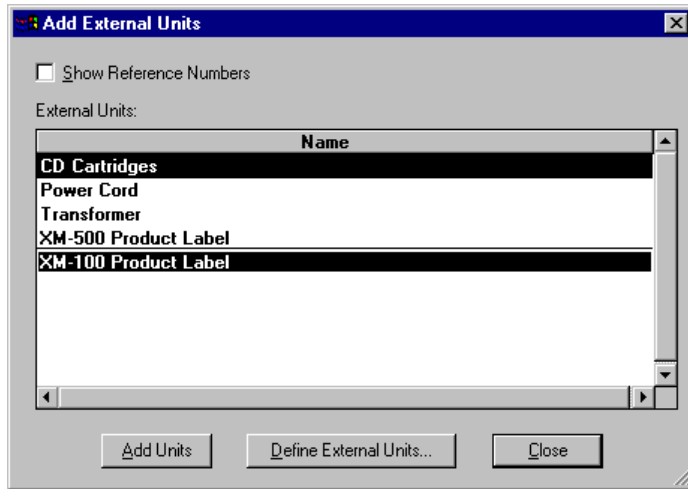 Add External Units
Show Reference Numbers
External Units:
Name
CD Cartridges
Power Cord
Transformer
XM-500 Product Label
XM-100 Product Label
Add Units Define External Units... Close